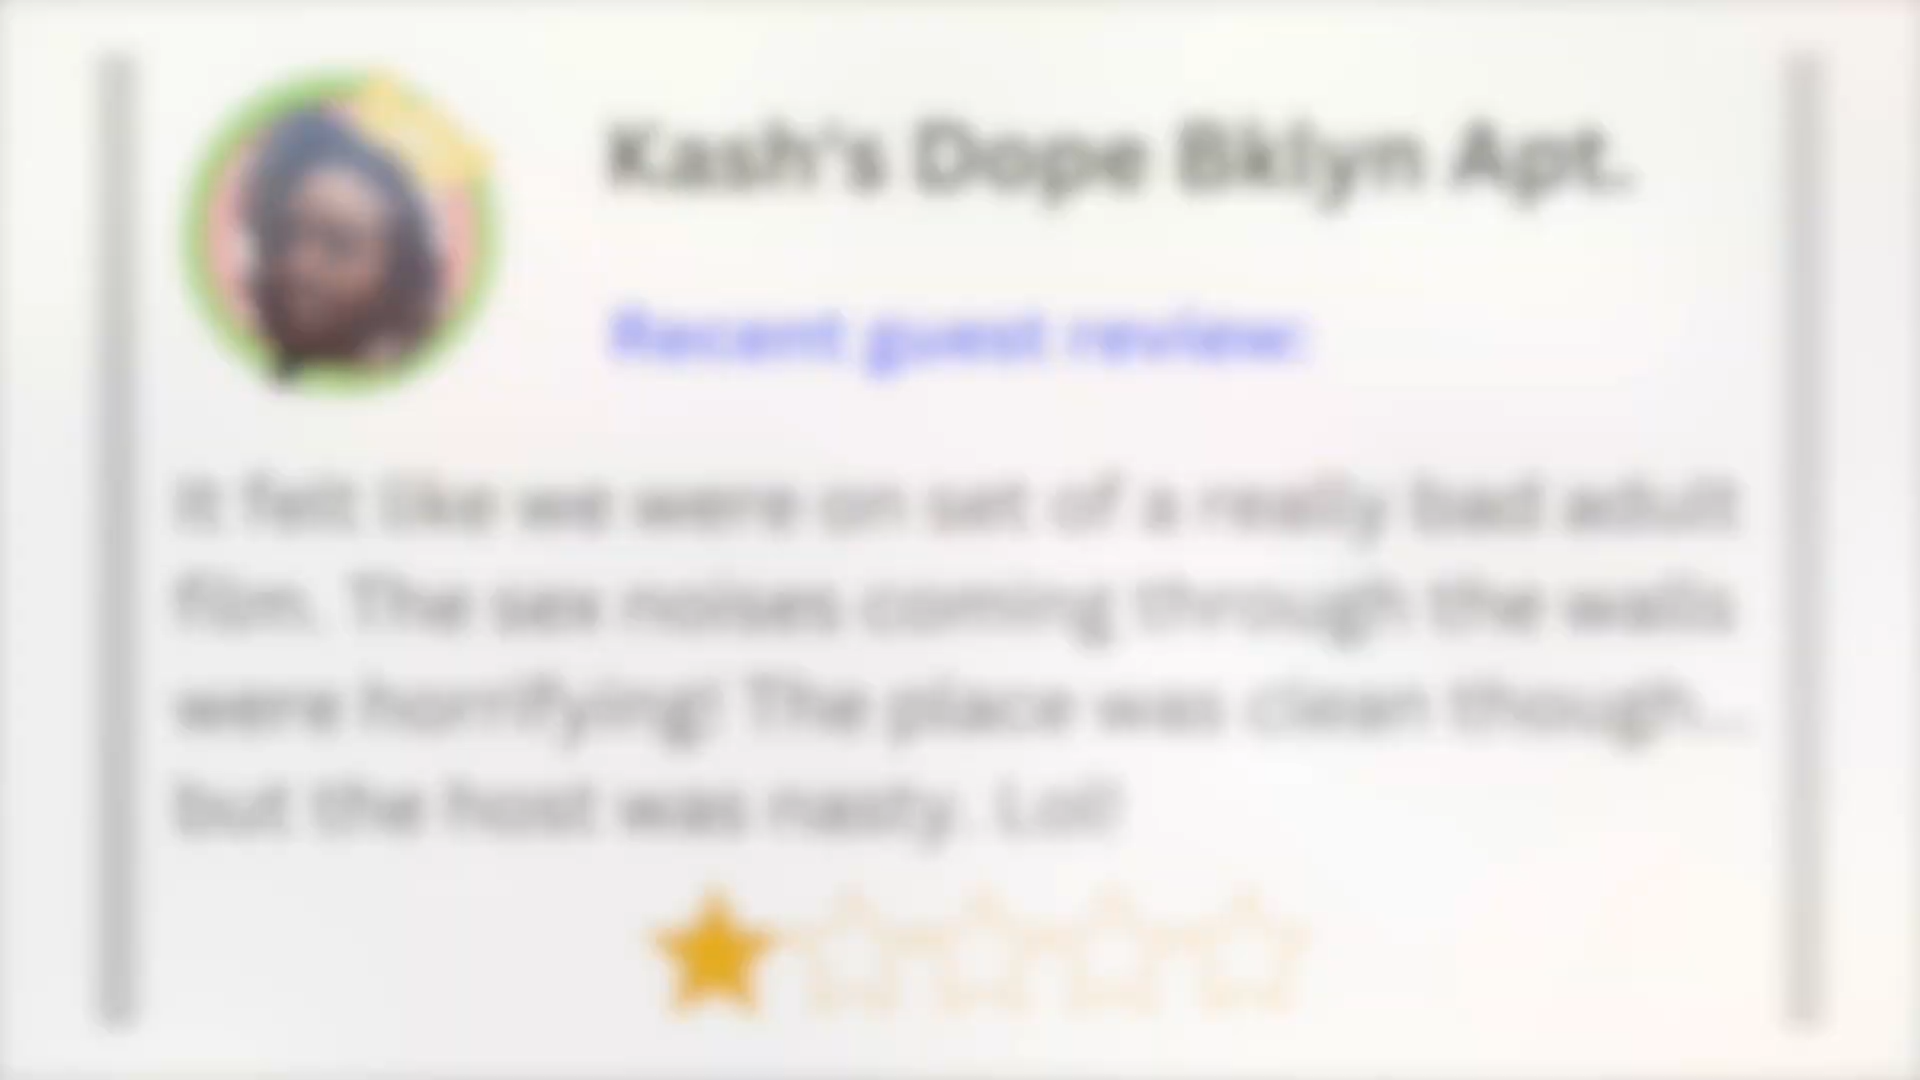 Kash's Dope Bklyn Apt.
Recent guest review:
It felt like we were on set of a really bad adult
film. The sex noises coming through the walls
were horrifying! The place was clean though...
but the host was nasty. Lol!